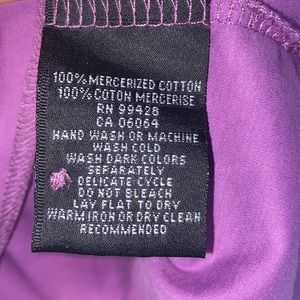 100% MERCERIZED COTTON
100% COTON MERCERISE
RN 99428
CA 06064
HAND WASH OR MACHINE
WASH COLD
WASH DARK COLORS
SEPARATELY
DELICATE CYCLE
DO NOT BLEACH
LAY FLAT TO DRY
WARM IRON OR DRY CLEAN
RECOMMENDED